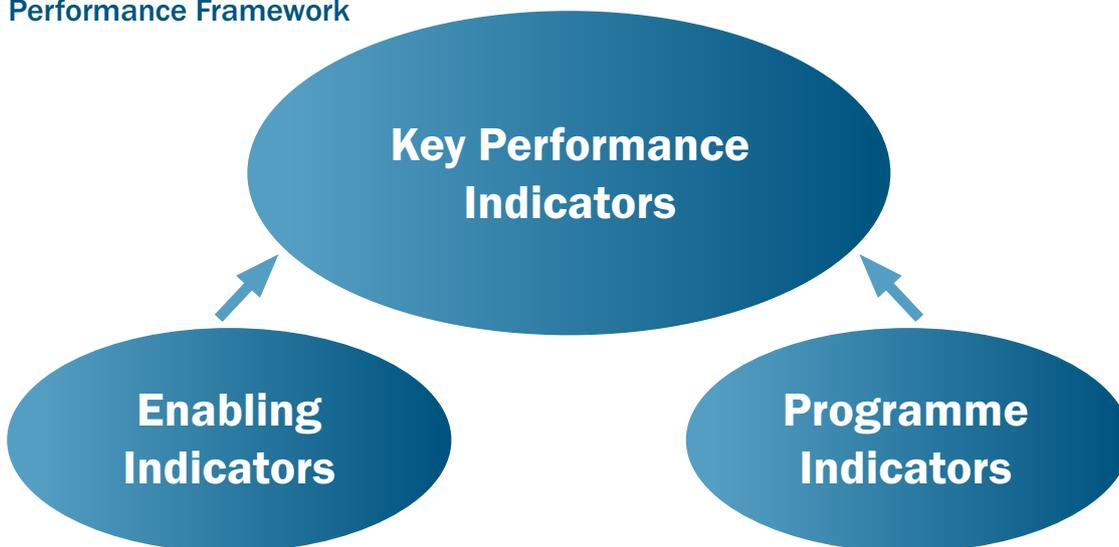 Performance Framework
Key Performance
Indicators
Enabling
Indicators
Programme
Indicators